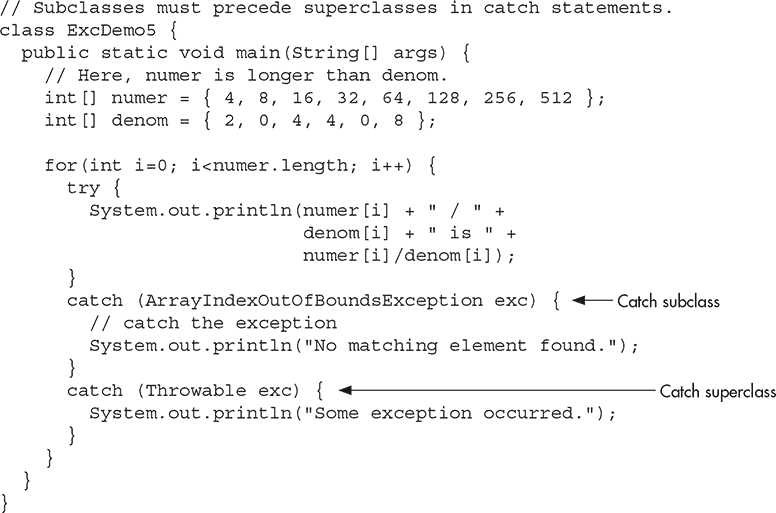 // Subclasses must precede superclasses in catch statements.
class ExcDemo5 {
  public static void main(String[] args) {
    // Here, numer is longer than denom.
    int[] numer = { 4, 8, 16, 32, 64, 128, 256, 512 };
    int[] denom = { 2, 0, 4, 4, 0, 8 };

    for(int i=0; i<numer.length; i++) {
      try {
        System.out.println(numer[i] + " / " +
                           denom[i] + " is " +
                           numer[i]/denom[i]);
      }
      catch (ArrayIndexOutOfBoundsException exc) { Catch subclass
        // catch the exception
        System.out.println("No matching element found.");
      }
      catch (Throwable exc) { Catch superclass
        System.out.println("Some exception occurred.");
      }
    }
  }
}